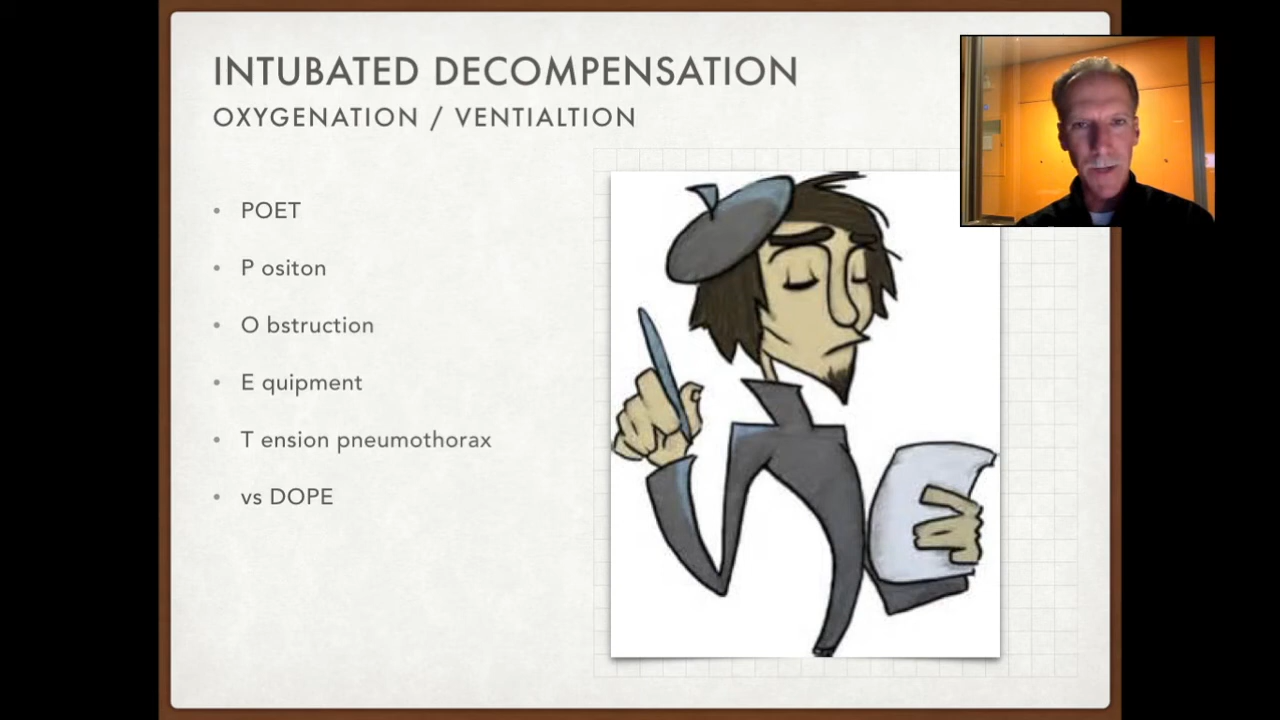 INTUBATED DECOMPENSATION
OXYGENATION / VENTIALTION
• POET
• P ositon
• O bstruction
• E quipment
• T ension pneumothorax
• vs DOPE